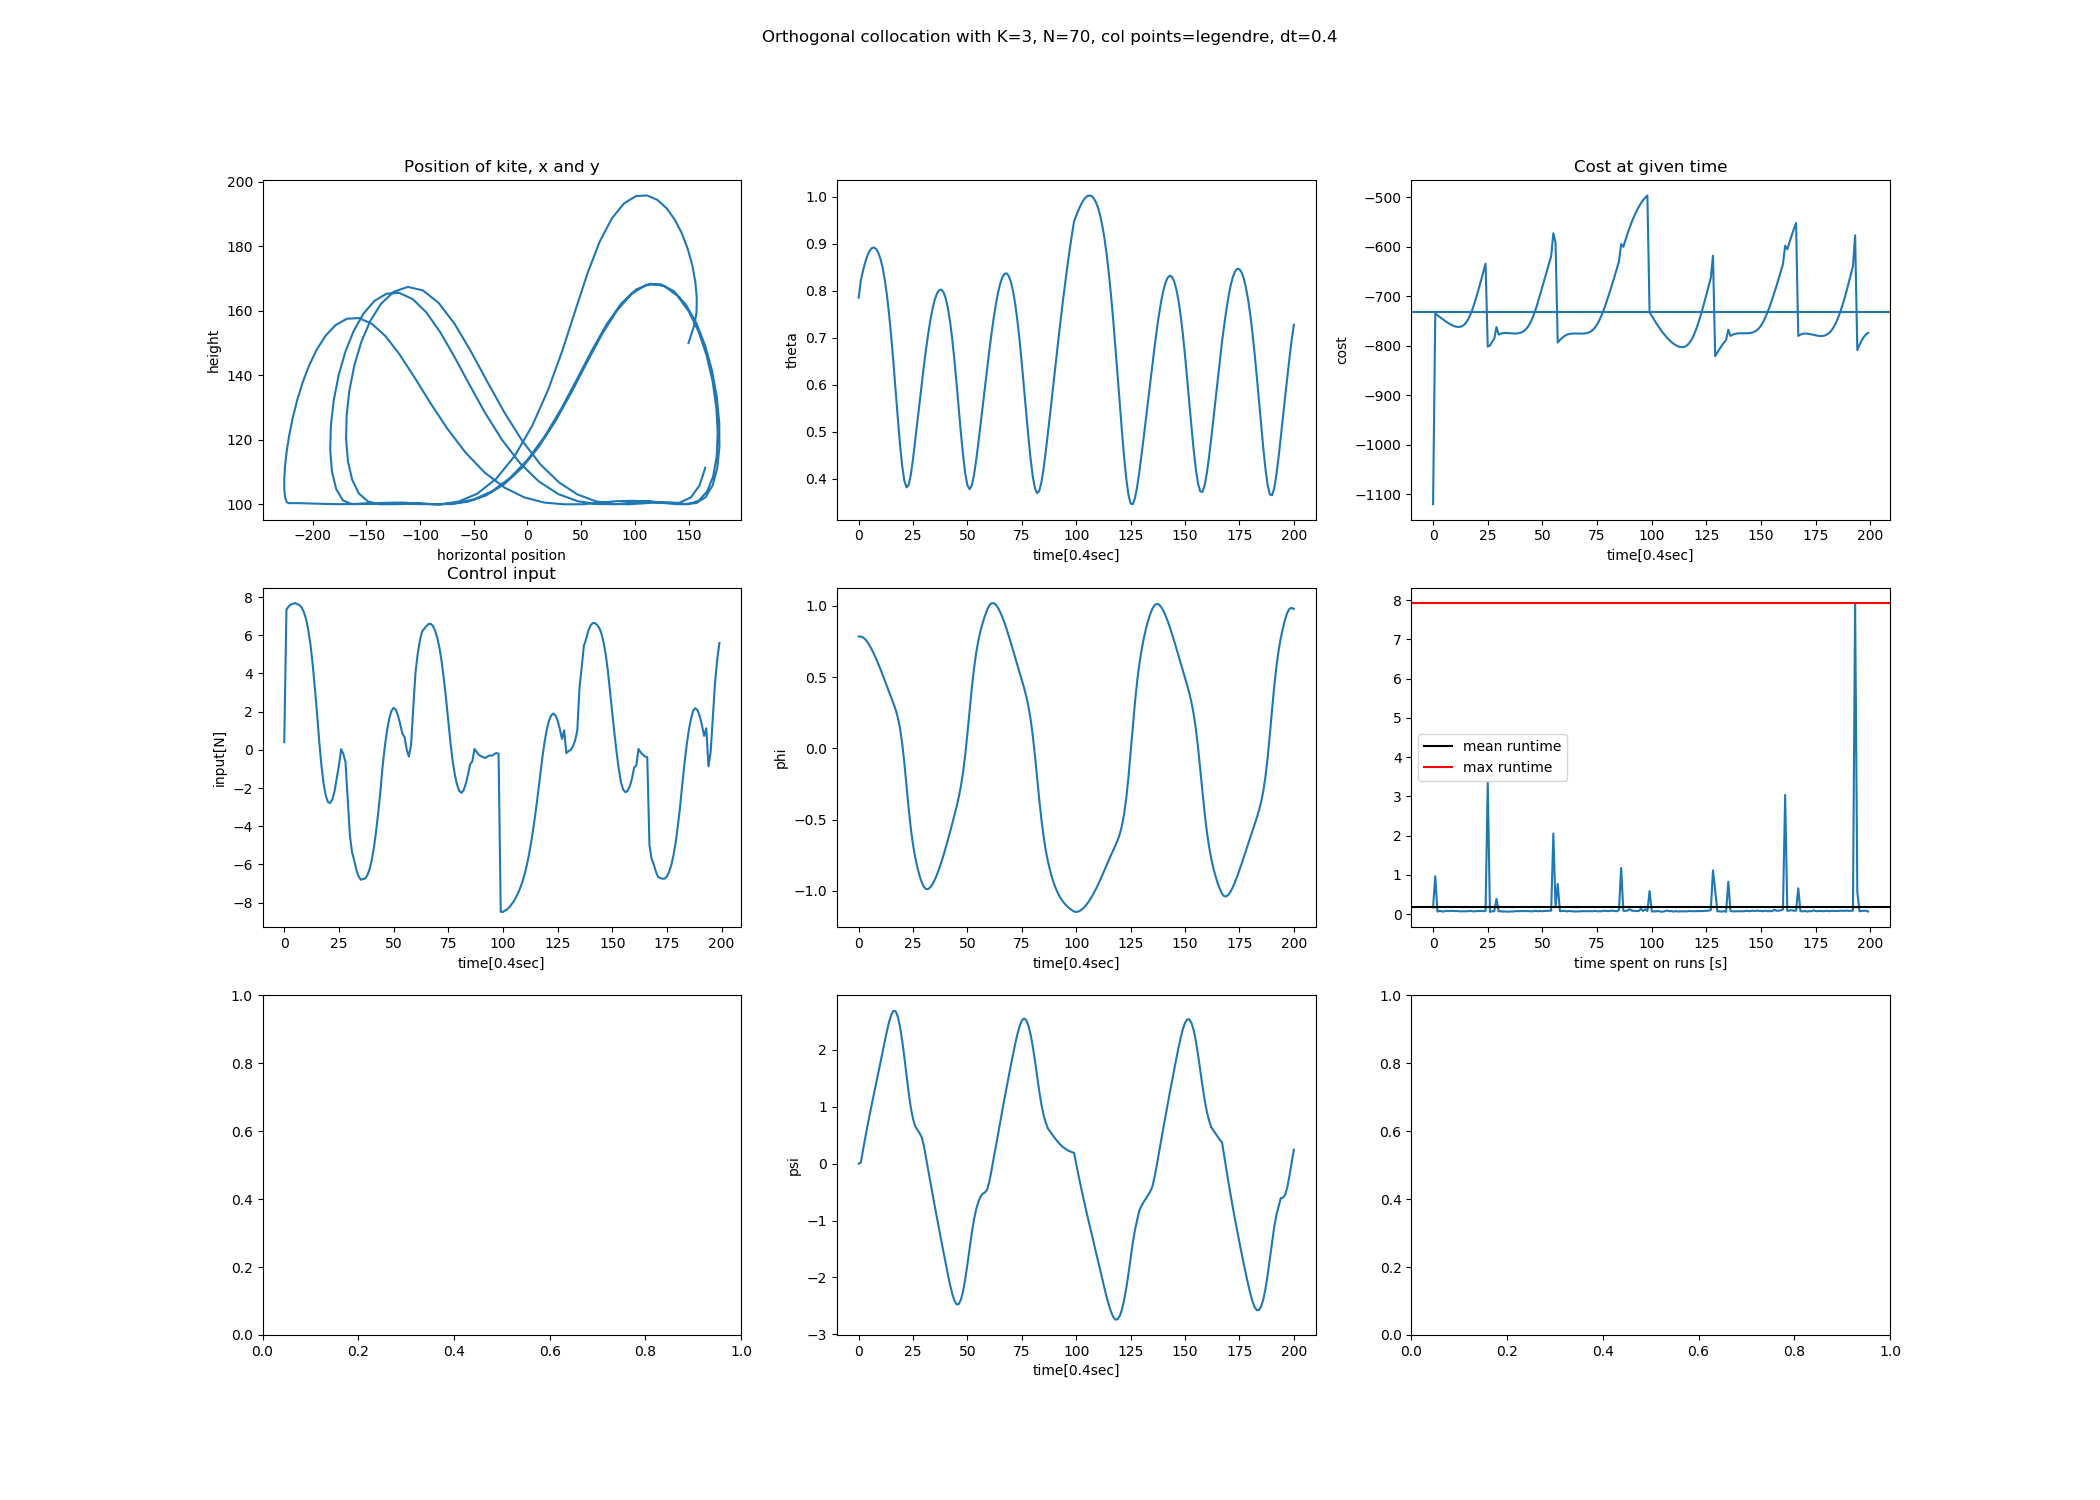 Orthogonal collocation with K=3, N=70, col points=legendre, dt=0.4
Position of kite, x and y
200
180
160
140
120
100
height
−200 −150 −100 −50 0 50 100 150
horizontal position
1.0
0.9
0.8
0.7
0.6
0.5
0.4
theta
0 25 50 75 100 125 150 175 200
time[0.4sec]
Cost at given time
−500
−600
−700
−800
−900
−1000
−1100
cost
0 25 50 75 100 125 150 175 200
time[0.4sec]
Control input
8
6
4
2
0
−2
−4
−6
−8
input[N]
0 25 50 75 100 125 150 175 200
time[0.4sec]
1.0
0.5
0.0
−0.5
−1.0
phi
0 25 50 75 100 125 150 175 200
time[0.4sec]
8
7
6
5
4
3
2
1
0
mean runtime
max runtime
0 25 50 75 100 125 150 175 200
time spent on runs [s]
1.0
0.8
0.6
0.4
0.2
0.0
0.0 0.2 0.4 0.6 0.8 1.0
2
1
0
−1
−2
−3
psi
0 25 50 75 100 125 150 175 200
time[0.4sec]
1.0
0.8
0.6
0.4
0.2
0.0
0.0 0.2 0.4 0.6 0.8 1.0